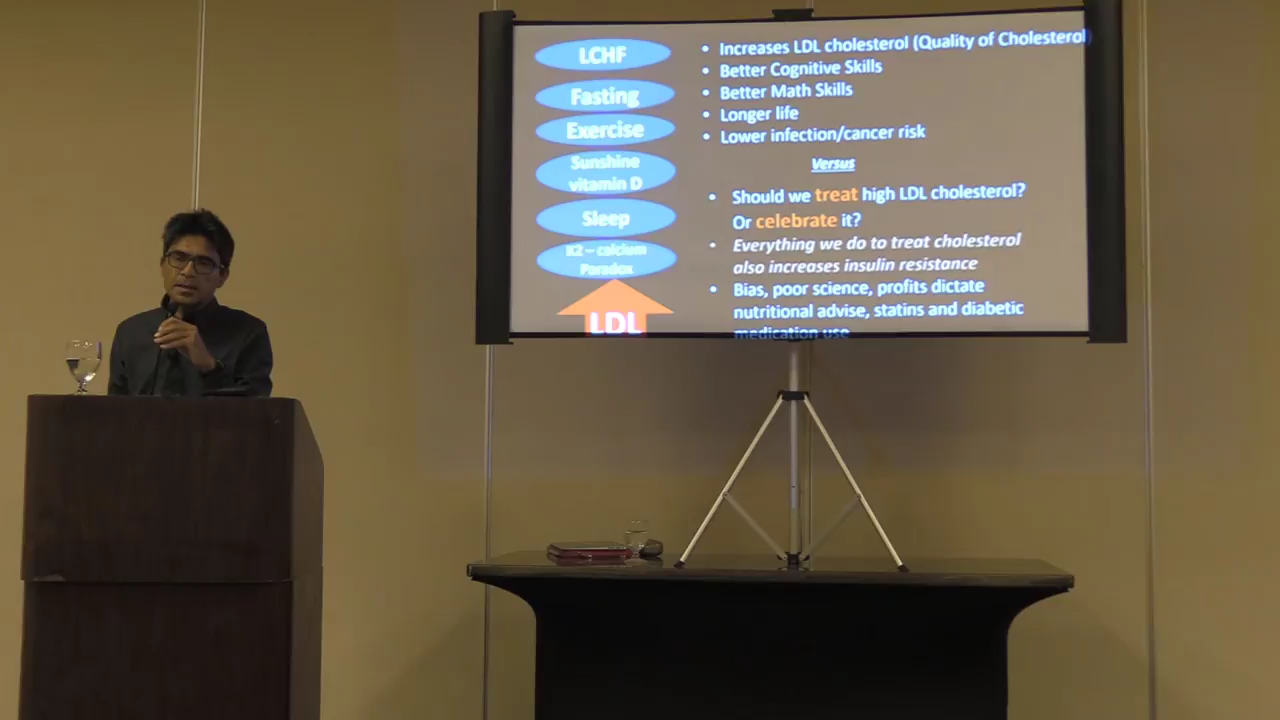 LCHF
Fasting
Exercise
Sunshine
vitamin D
Sleep
K2 – calcium
Paradox
LDL
• Increases LDL cholesterol (Quality of Cholesterol)
• Better Cognitive Skills
• Better Math Skills
• Longer life
• Lower infection/cancer risk
Versus
• Should we treat high LDL cholesterol?
Or celebrate it?
• Everything we do to treat cholesterol
also increases insulin resistance
• Bias, poor science, profits dictate
nutritional advise, statins and diabetic
medication use